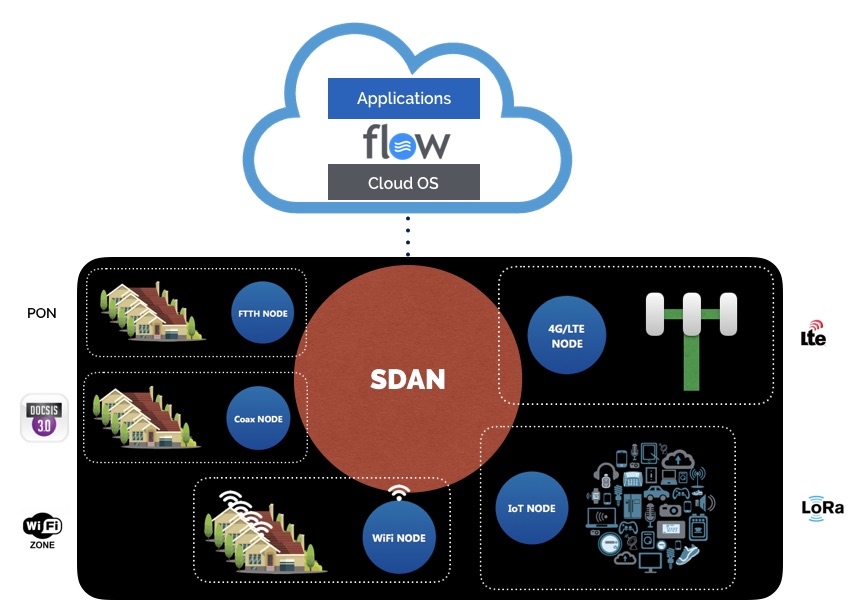 Applications
flow
Cloud OS
PON
FTTH NODE
SDAN
4G/LTE
NODE
Lte
DOCSIS
3.0
Coax NODE
WiFi
ZONE
WiFi NODE
IoT NODE
LoRa